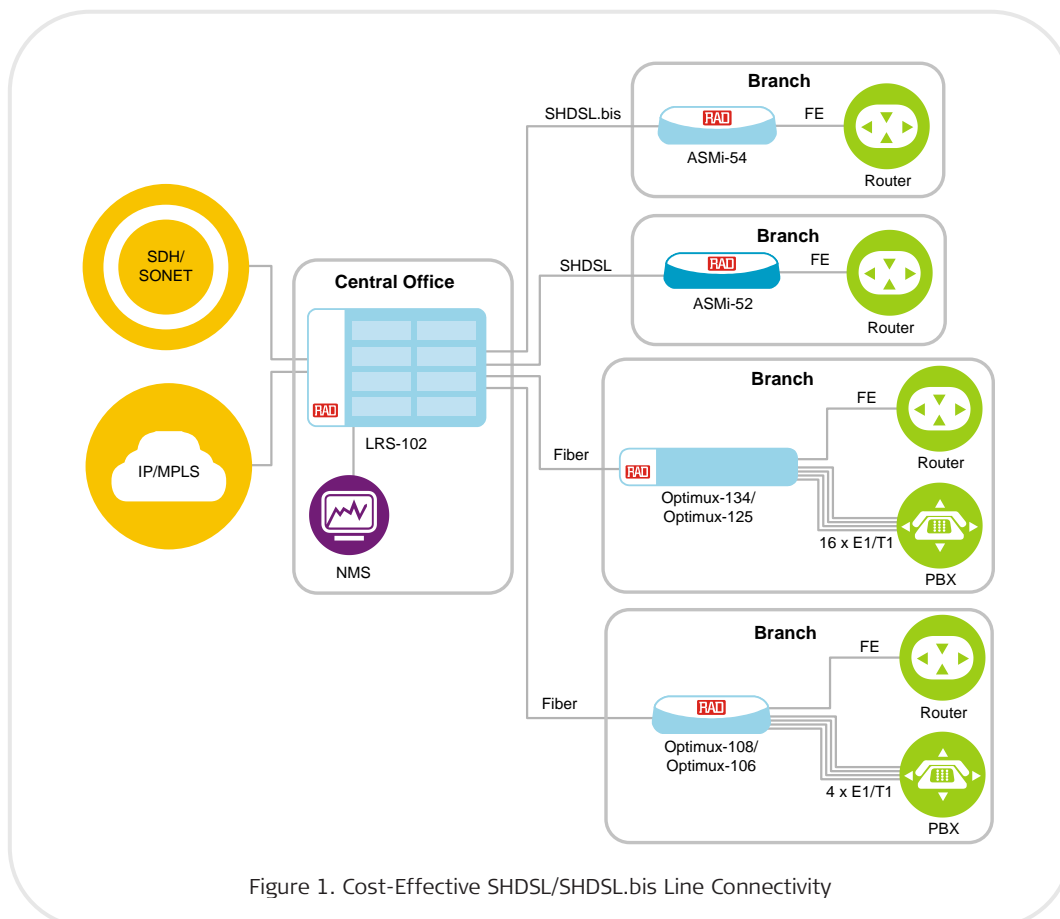 Branch
SHDSL.bis
RAD
FE
ASMi-54
Router
Branch
SHDSL
RAD
FE
ASMi-52
Router
SDH/
SONET
IP/MPLS
Central Office
RAD
LRS-102
NMS
Branch
FE
Fiber
RAD
Router
Optimux-134/
Optimux-125
16 x E1/T1
PBX
Branch
FE
Fiber
RAD
Router
Optimux-108/
Optimux-106
4 x E1/T1
PBX
Figure 1. Cost-Effective SHDSL/SHDSL.bis Line Connectivity